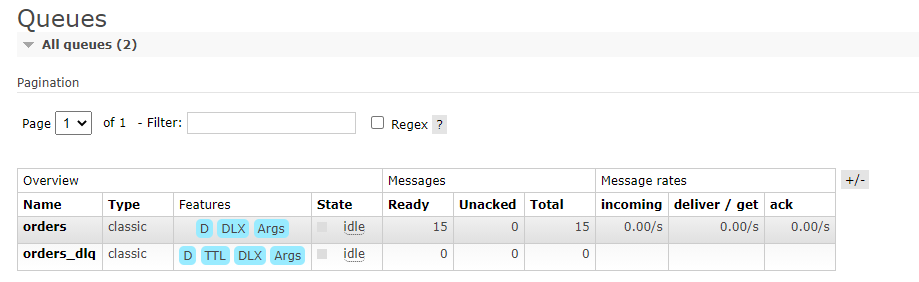 Queues
All queues (2)
Pagination
Page 1 of 1 - Filter: Regex ?
Overview Messages Message rates +/-
Name Type Features State Ready Unacked Total incoming deliver / get ack
orders classic D DLX Args idle 15 0 15 0.00/s 0.00/s 0.00/s
orders_dlq classic D TTL DLX Args idle 0 0 0